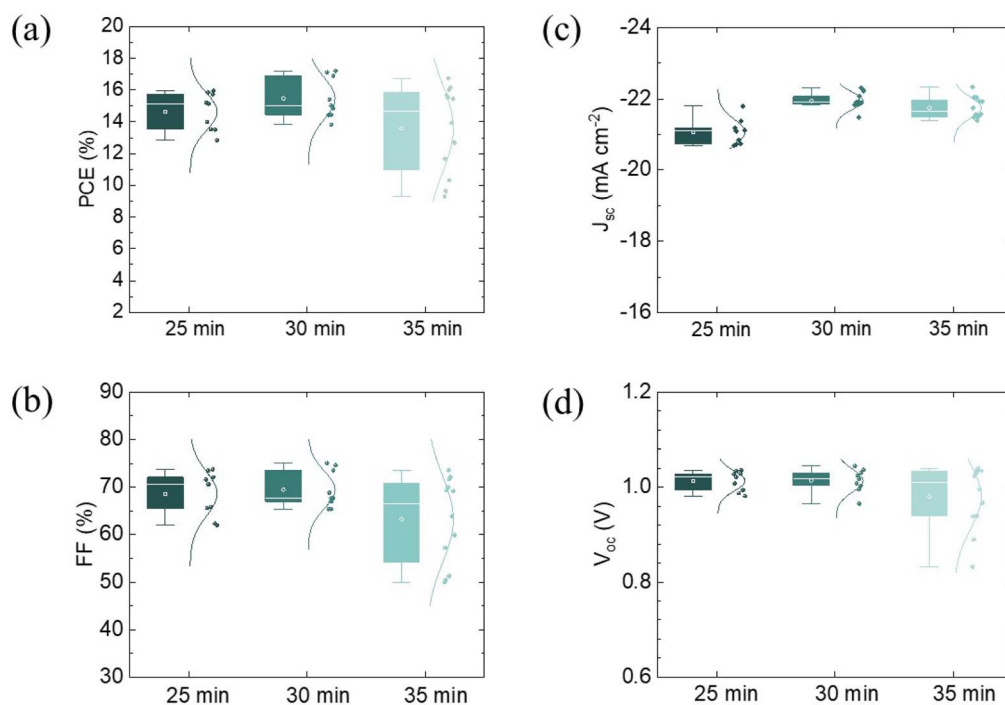 (a)
PCE (%)
20
18
16
14
12
10
8
6
4
2
25 min 30 min 35 min
(c)
J_sc (mA cm⁻²)
-24
-22
-20
-18
-16
25 min 30 min 35 min
(b)
FF (%)
90
80
70
60
50
40
30
25 min 30 min 35 min
(d)
V_oc (V)
1.2
1.0
0.8
0.6
25 min 30 min 35 min